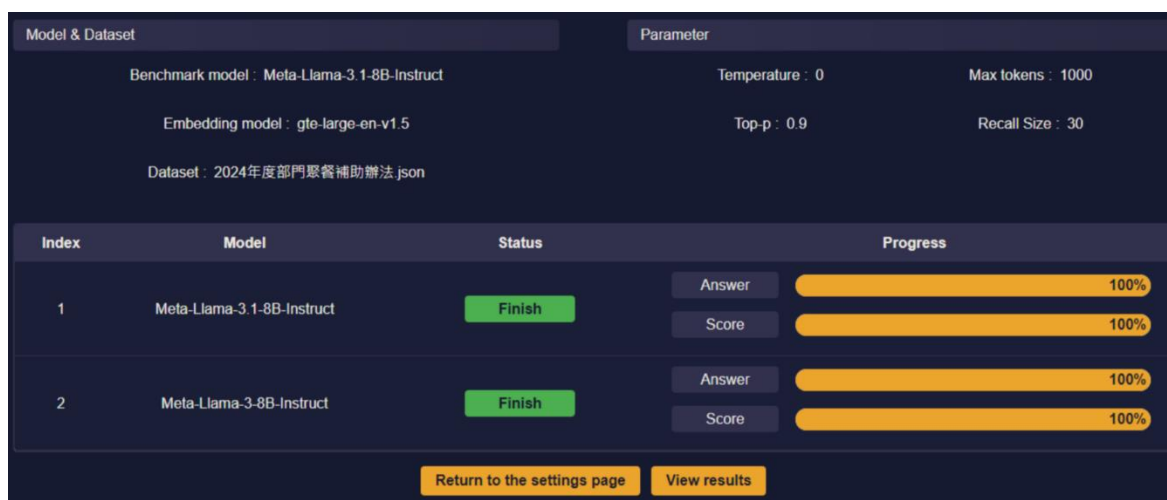 Model & Dataset
Parameter
Benchmark model : Meta-Llama-3.1-8B-Instruct
Temperature : 0
Max tokens : 1000
Embedding model : gte-large-en-v1.5
Top-p : 0.9
Recall Size : 30
Dataset : 2024年度部門聚餐補助辦法.json
Index Model Status Progress
Answer 100%
1 Meta-Llama-3.1-8B-Instruct Finish
Score 100%
Answer 100%
2 Meta-Llama-3-8B-Instruct Finish
Score 100%
Return to the settings page View results